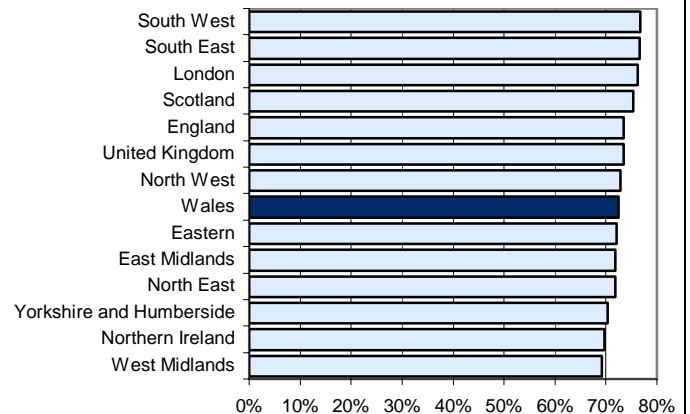 South West
South East
London
Scotland
England
United Kingdom
North West
Wales
Eastern
East Midlands
North East
Yorkshire and Humberside
Northern Ireland
West Midlands
0% 10% 20% 30% 40% 50% 60% 70% 80%